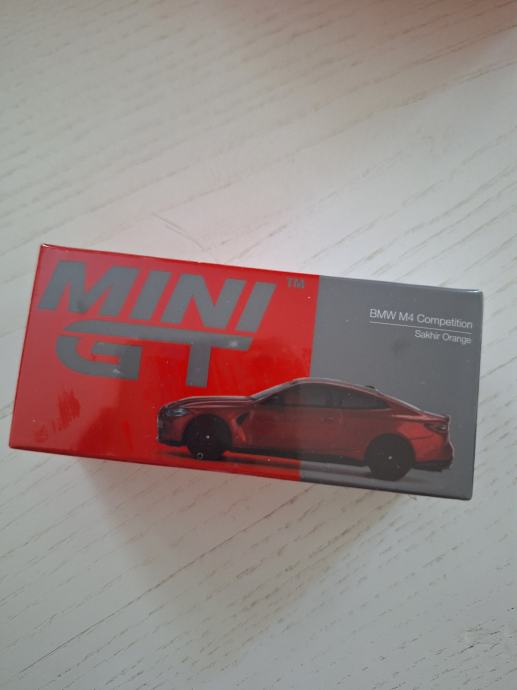 MINI
GT
TM
BMW M4 Competition
Sakhir Orange